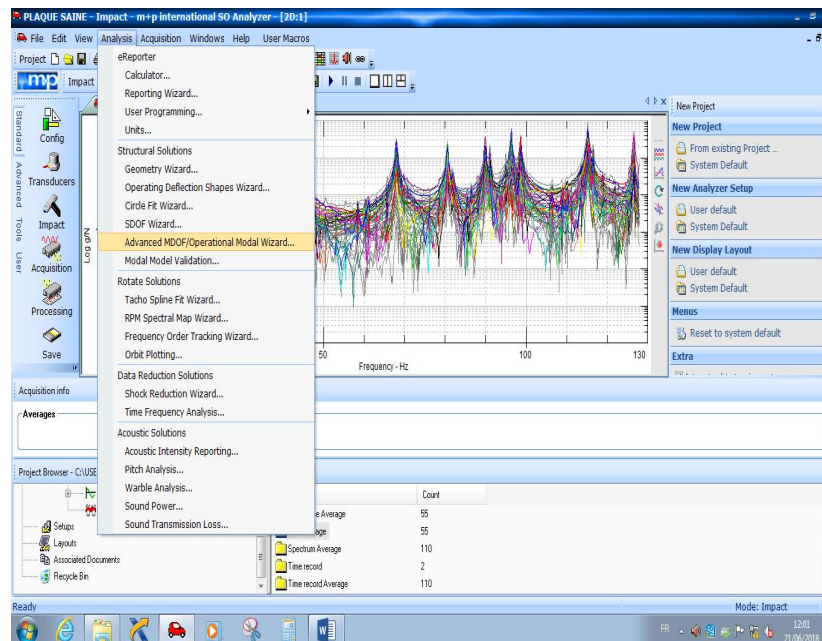 PLAQUE SAINE - Impact - m+p international SO Analyzer - [2D:1]
File Edit View Analysis Acquisition Windows Help User Macros
Project
mp Impact
Standard
Advanced
Tools
User
Config
Transducers
Impact
Acquisition
Processing
Save
eReporter
Calculator...
Reporting Wizard...
User Programming...
Units...
Structural Solutions
Geometry Wizard...
Operating Deflection Shapes Wizard...
Circle Fit Wizard...
SDOF Wizard...
Advanced MDOF/Operational Modal Wizard...
Modal Model Validation...
Rotate Solutions
Tacho Spline Fit Wizard...
RPM Spectral Map Wizard...
Frequency Order Tracking Wizard...
Orbit Plotting...
Data Reduction Solutions
Shock Reduction Wizard...
Time Frequency Analysis...
Acoustic Solutions
Acoustic Intensity Reporting...
Pitch Analysis...
Warble Analysis...
Sound Power...
Sound Transmission Loss...
Log g/N
50 100 130
Frequency - Hz
New Project
New Project
From existing Project ...
System Default
New Analyzer Setup
User default
System Default
New Display Layout
User default
System Default
Menus
Reset to system default
Extra
Acquisition info
Averages
Project Browser - C:\USE
Setups
Layouts
Associated Documents
Recycle Bin
Count
e Average 55
age 55
Spectrum Average 110
Time record 2
Time record Average 110
Ready
Mode: Impact
FR
12:01
21/06/2018